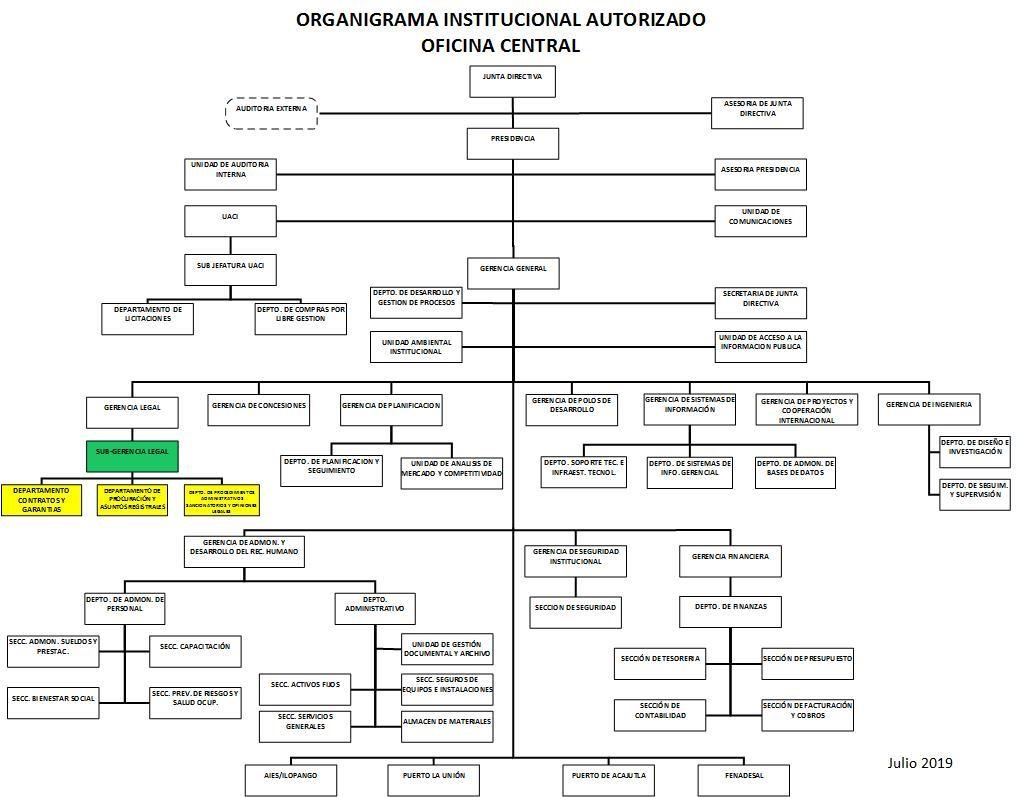 ORGANIGRAMA INSTITUCIONAL AUTORIZADO
OFICINA CENTRAL
JUNTA DIRECTIVA
AUDITORIA EXTERNA
ASESORIA DE JUNTA
DIRECTIVA
PRESIDENCIA
UNIDAD DE AUDITORIA
INTERNA
ASESORIA PRESIDENCIA
UACI
UNIDAD DE
COMUNICACIONES
SUB JEFATURA UACI
GERENCIA GENERAL
DEPARTAMENTO DE
LICITACIONES
DEPTO. DE COMPRAS POR
LIBRE GESTION
DEPTO. DE DESARROLLO Y
GESTION DE PROCESOS
SECRETARIA DE JUNTA
DIRECTIVA
UNIDAD AMBIENTAL
INSTITUCIONAL
UNIDAD DE ACCESO A LA
INFORMACION PUBLICA
GERENCIA LEGAL
GERENCIA DE CONCESIONES
GERENCIA DE PLANIFICACION
GERENCIA DE POLOS DE
DESARROLLO
GERENCIA DE SISTEMAS DE
INFORMACIÓN
GERENCIA DE PROYECTOS Y
COOPERACIÓN
INTERNACIONAL
GERENCIA DE INGENIERIA
SUB-GERENCIA LEGAL
DEPTO. DE PLANIFICACION Y
SEGUIMIENTO
UNIDAD DE ANALISIS DE
MERCADO Y COMPETITIVIDAD
DEPTO. SOPORTE TEC. E
INFRAEST. TECNOL.
DEPTO. DE SISTEMAS DE
INFO. GERENCIAL
DEPTO. DE ADMON. DE
BASES DE DATOS
DEPTO. DE DISEÑO E
INVESTIGACIÓN
DEPTO. DE SEGUIM.
Y SUPERVISIÓN
DEPARTAMENTO
CONTRATOS Y
GARANTIAS
DEPARTAMENTO DE
PROCURACIÓN Y
ASUNTOS REGISTRALES
DEPTO. DE PROCEDIMIENTOS
ADMINISTRATIVOS
SANCIONATORIOS Y OPINIONES
LEGALES
GERENCIA DE ADMON. Y
DESARROLLO DEL REC. HUMANO
GERENCIA DE SEGURIDAD
INSTITUCIONAL
GERENCIA FINANCIERA
DEPTO. DE ADMON. DE
PERSONAL
DEPTO.
ADMINISTRATIVO
SECCION DE SEGURIDAD
DEPTO. DE FINANZAS
SECC. ADMON. SUELDOS Y
PRESTAC.
SECC. CAPACITACIÓN
UNIDAD DE GESTIÓN
DOCUMENTAL Y ARCHIVO
SECCIÓN DE TESORERIA
SECCIÓN DE PRESUPUESTO
SECC. BIENESTAR SOCIAL
SECC. PREV. DE RIESGOS Y
SALUD OCUP.
SECC. ACTIVOS FIJOS
SECC. SEGUROS DE
EQUIPOS E INSTALACIONES
SECC. SERVICIOS
GENERALES
ALMACEN DE MATERIALES
SECCIÓN DE
CONTABILIDAD
SECCIÓN DE FACTURACIÓN
Y COBROS
AIES/ILOPANGO
PUERTO LA UNIÓN
PUERTO DE ACAJUTLA
FENADESAL
Julio 2019